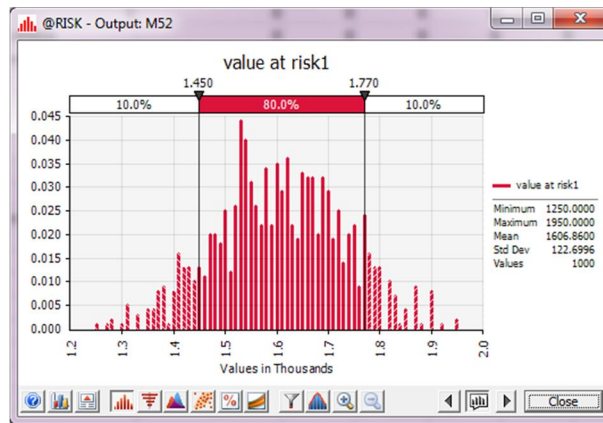 @RISK - Output: M52
value at risk1
1.450
1.770
10.0%
80.0%
10.0%
0.045
0.040
0.035
0.030
0.025
0.020
0.015
0.010
0.005
0.000
1.2
1.3
1.4
1.5
1.6
1.7
1.8
1.9
2.0
Values in Thousands
value at risk1
Minimum 1250.0000
Maximum 1950.0000
Mean 1606.8600
Std Dev 122.6996
Values 1000
%
Close